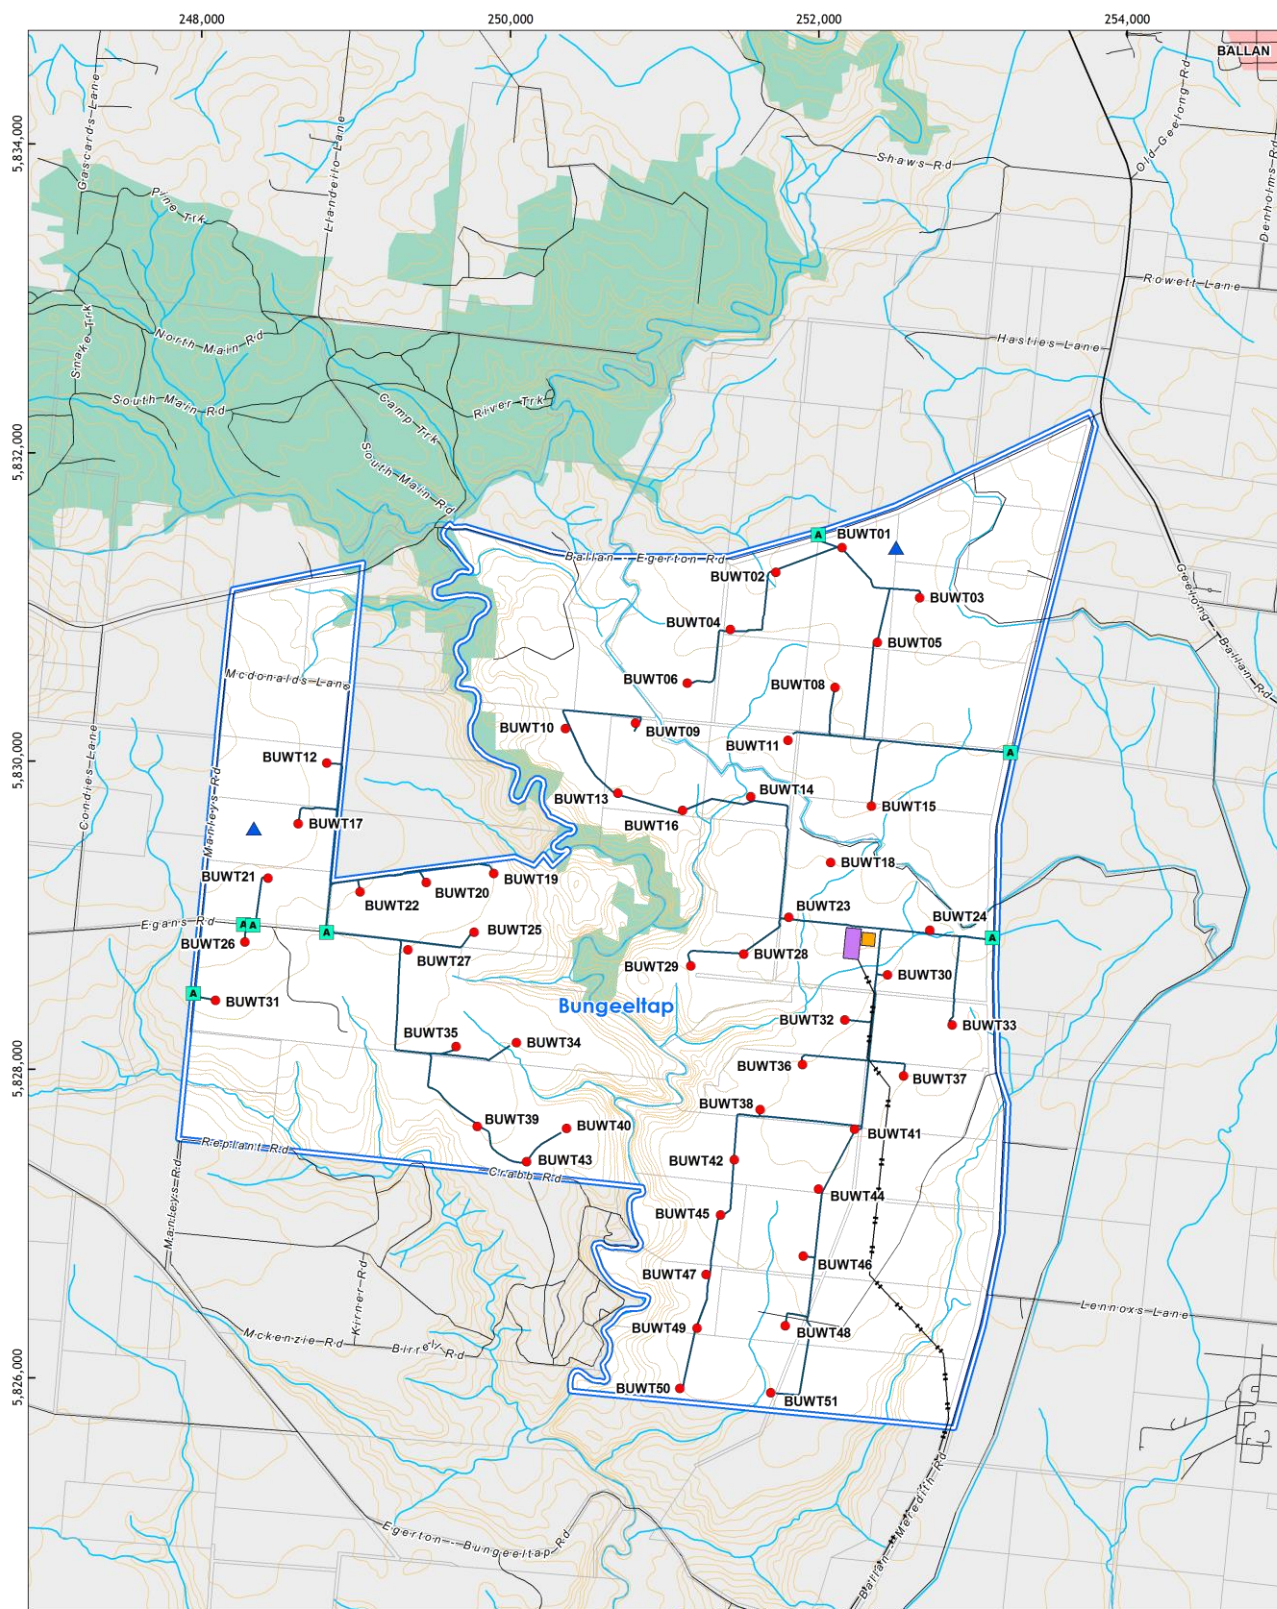 248,000
250,000
252,000
254,000
BALLAN
5,834,000
5,832,000
5,830,000
5,828,000
5,826,000
Gascards Lane
Llandello Lane
Old Geelong Rd
Denholms Rd
Shaws Rd
Pine Trk
Rowett Lane
Snake Trk
North Main Rd
Hasties Lane
South Main Rd
Camp Trk
River Trk
South Main Rd
Ballan - Egerton Rd
A
BUWT01
BUWT02
BUWT03
Geelong - Ballan Rd
BUWT04
BUWT05
Mcdonalds Lane
BUWT06
BUWT08
BUWT10
BUWT09
BUWT11
A
Condies Lane
Manleys Rd
BUWT12
BUWT13
BUWT14
BUWT15
BUWT16
BUWT17
BUWT18
BUWT21
BUWT19
BUWT20
BUWT22
BUWT23
BUWT24
Egans Rd
A
A
A
A
BUWT26
BUWT25
BUWT27
BUWT28
BUWT29
BUWT30
A
BUWT31
Bungeeltap
BUWT32
BUWT33
BUWT35
BUWT34
BUWT36
BUWT37
BUWT38
BUWT39
BUWT40
BUWT41
Replant Rd
BUWT43
Crabb Rd
BUWT42
BUWT44
Manleys Rd
BUWT45
BUWT46
BUWT47
Kirner Rd
Lennoxs Lane
Mckenzie Rd
Birrell Rd
BUWT49
BUWT48
BUWT50
BUWT51
Egerton - Bungeeltap Rd
Ballan - Meredith Rd